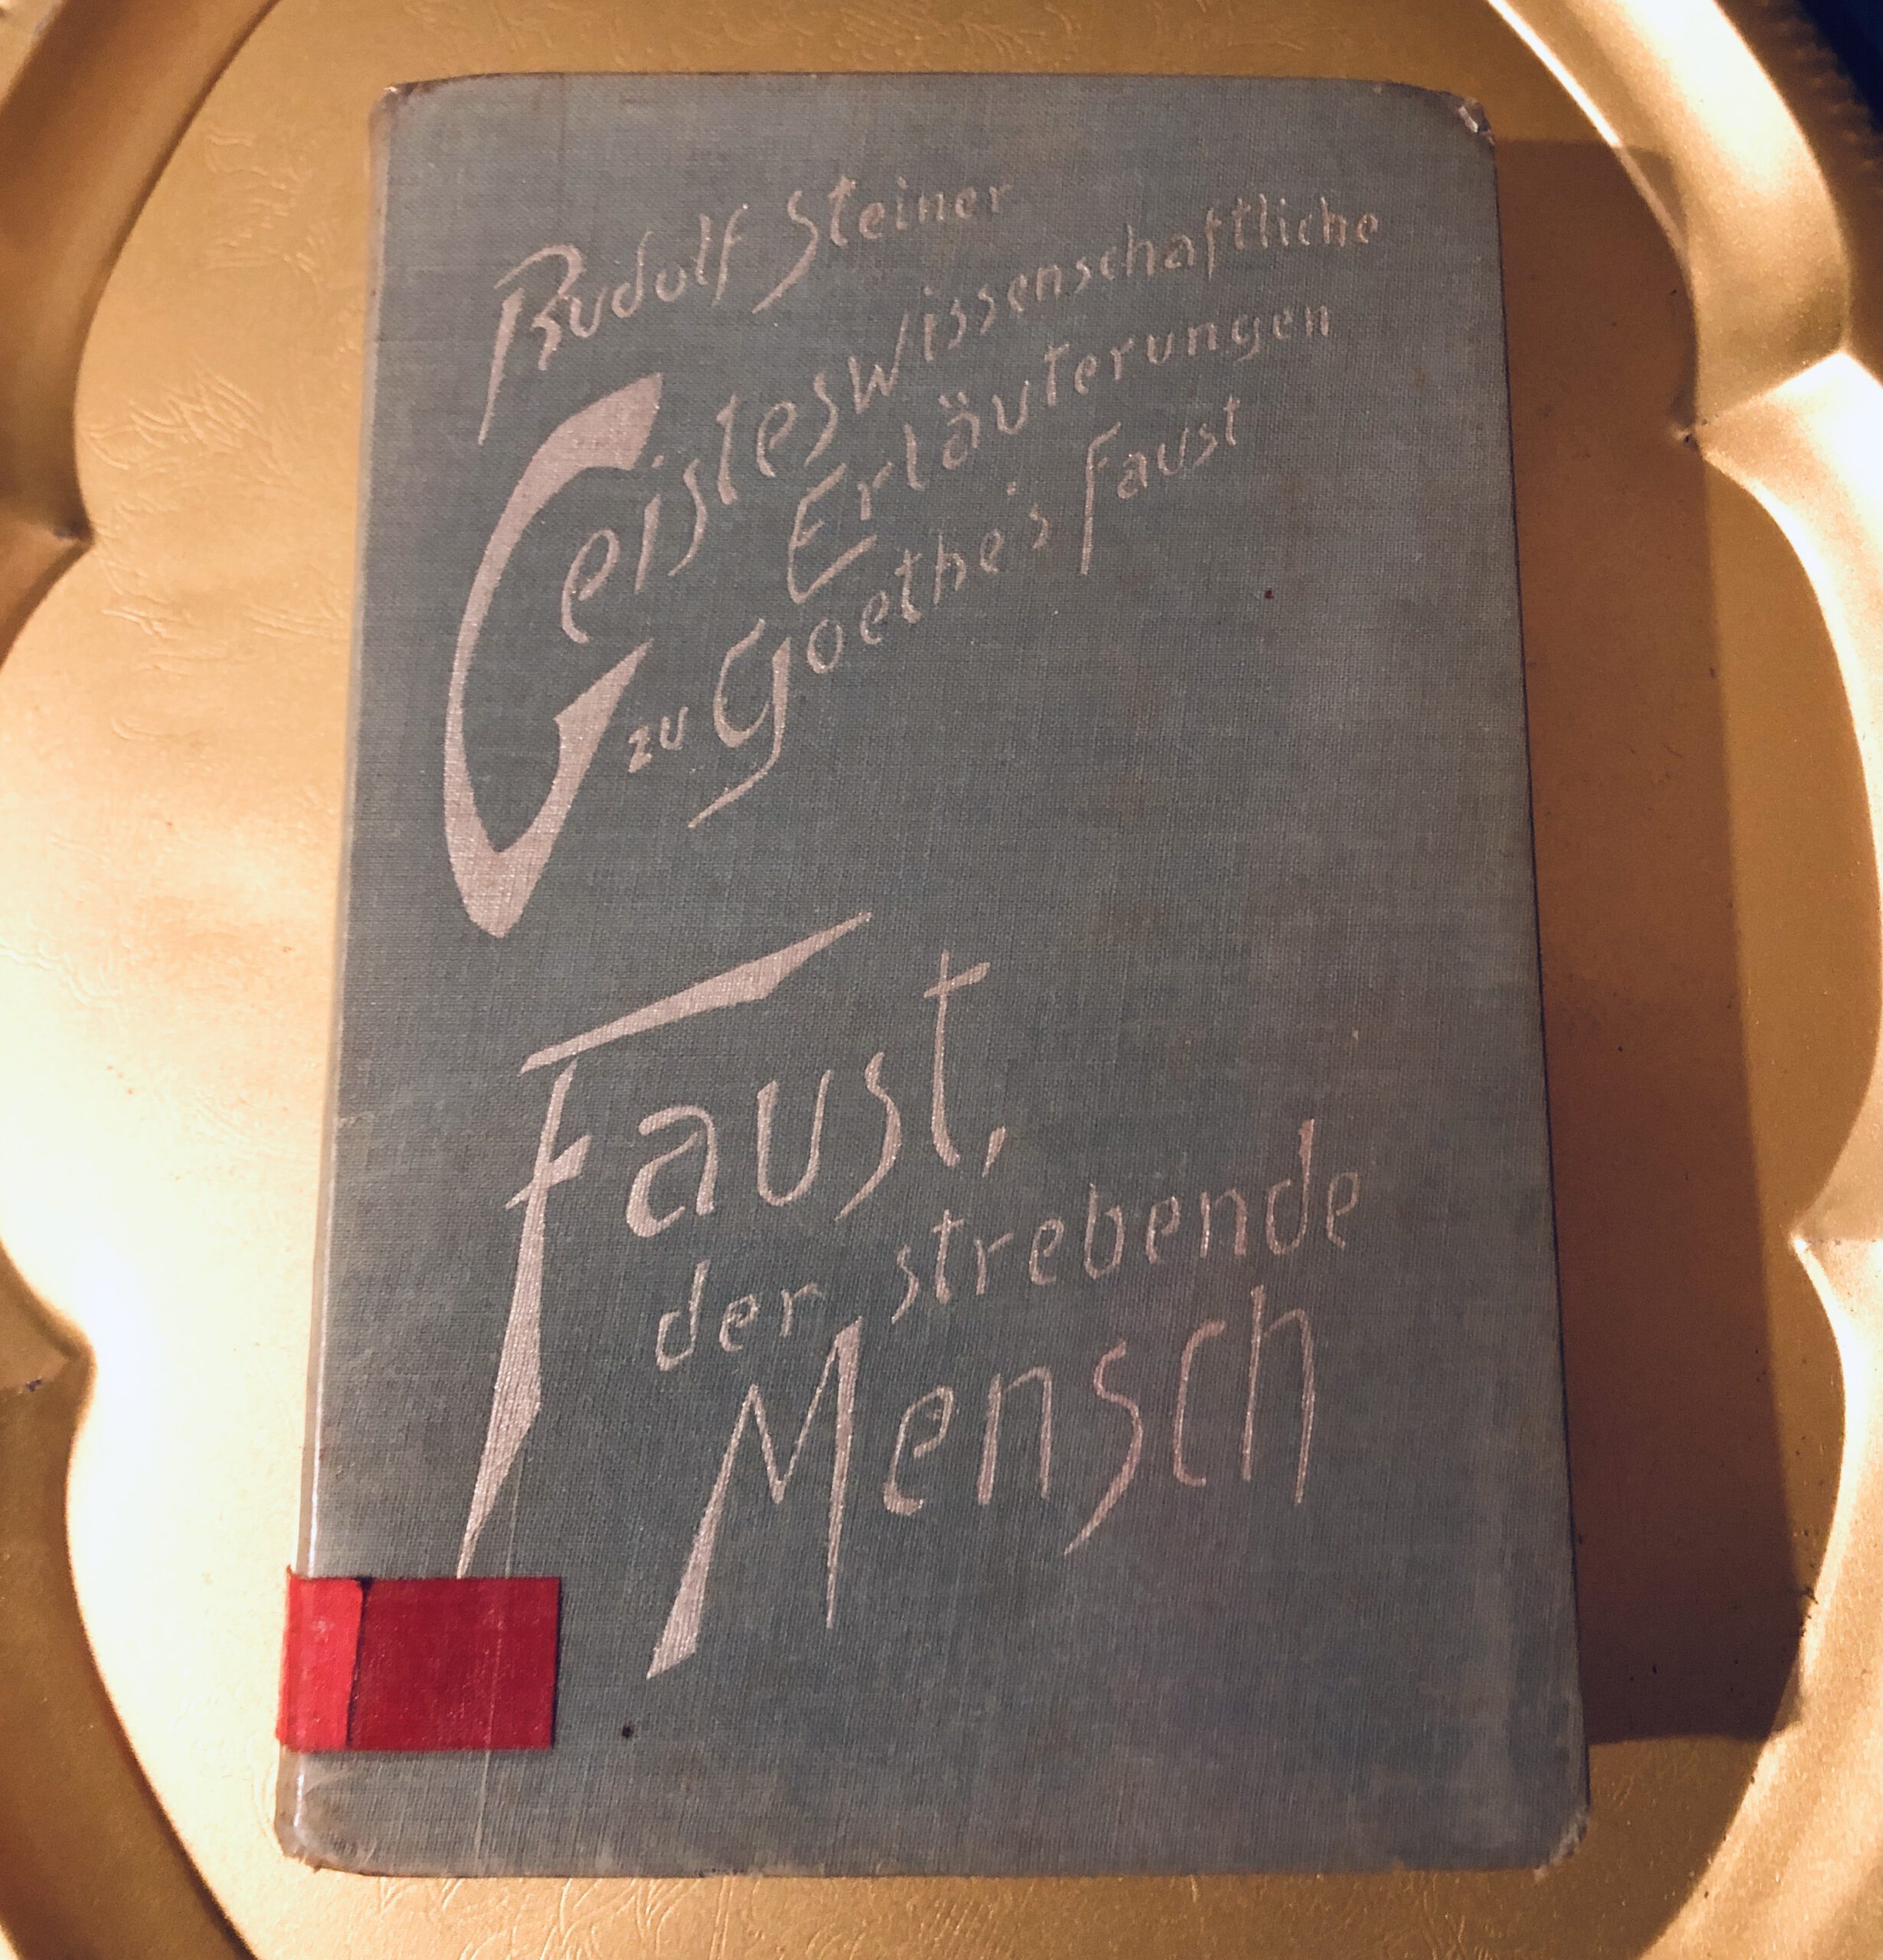 Rudolf Steiner
Geisteswissenschaftliche
Erläuterungen
zu Goethe's Faust
Faust,
der strebende
Mensch